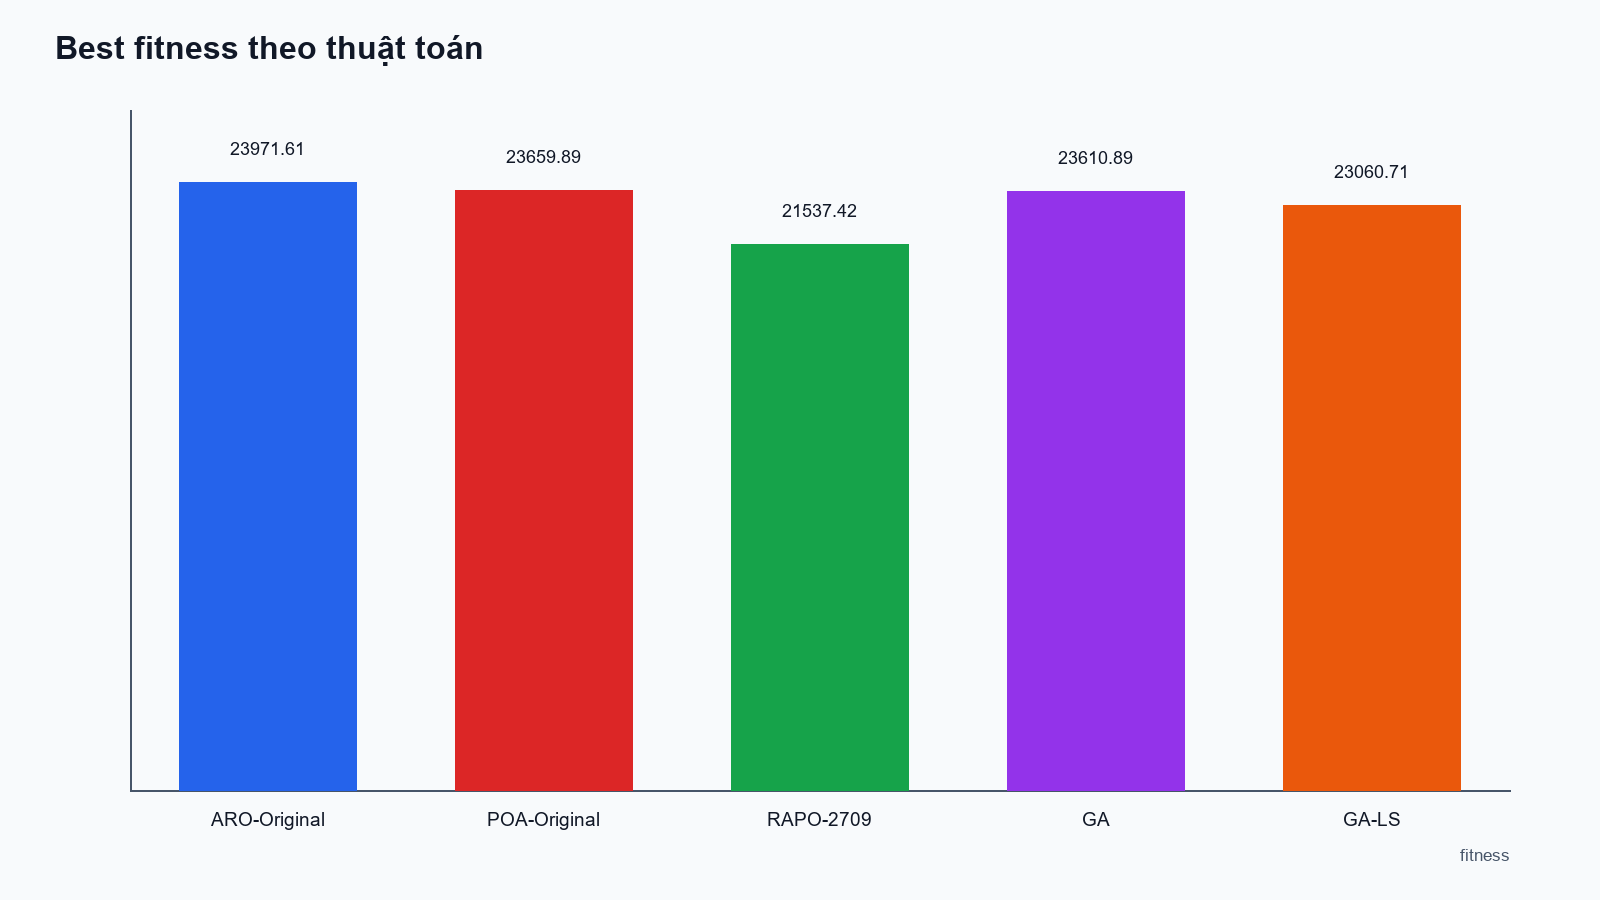 Best fitness theo thuật toán
23971.61
23659.89
21537.42
23610.89
23060.71
ARO-Original
POA-Original
RAPO-2709
GA
GA-LS
fitness